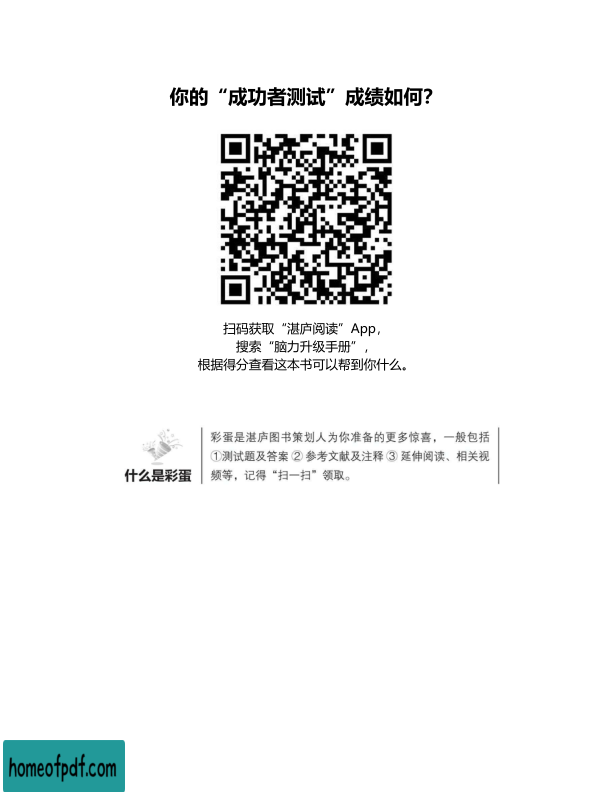 你的“成功者测试”成绩如何？
扫码获取“湛庐阅读”App，
搜索“脑力升级手册”，
根据得分查看这本书可以帮到你什么。
什么是彩蛋
彩蛋是湛庐图书策划人为你准备的更多惊喜，一般包括
①测试题及答案 ② 参考文献及注释 ③ 延伸阅读、相关视
频等，记得“扫一扫”领取。
homeofpdf.com